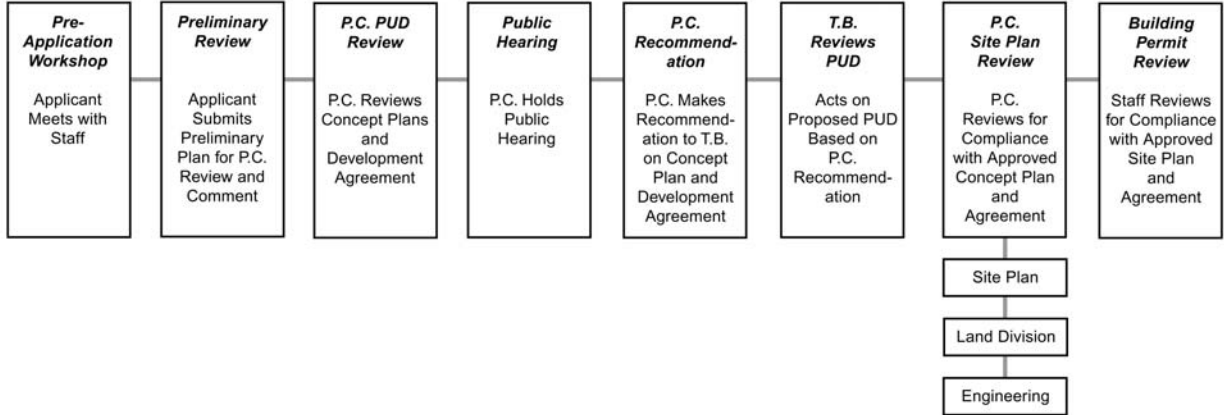 Pre-
Application
Workshop
Applicant
Meets with
Staff
Preliminary
Review
Applicant
Submits
Preliminary
Plan for P.C.
Review and
Comment
P.C. PUD
Review
P.C. Reviews
Concept Plans
and
Development
Agreement
Public
Hearing
P.C. Holds
Public
Hearing
P.C.
Recommend-
ation
P.C. Makes
Recommend-
ation to T.B.
on Concept
Plan and
Development
Agreement
T.B.
Reviews
PUD
Acts on
Proposed PUD
Based on
P.C.
Recommend-
ation
P.C.
Site Plan
Review
P.C.
Reviews for
Compliance
with Approved
Concept Plan
and
Agreement
Site Plan
Land Division
Engineering
Building
Permit
Review
Staff Reviews
for Compliance
with Approved
Site Plan
and
Agreement